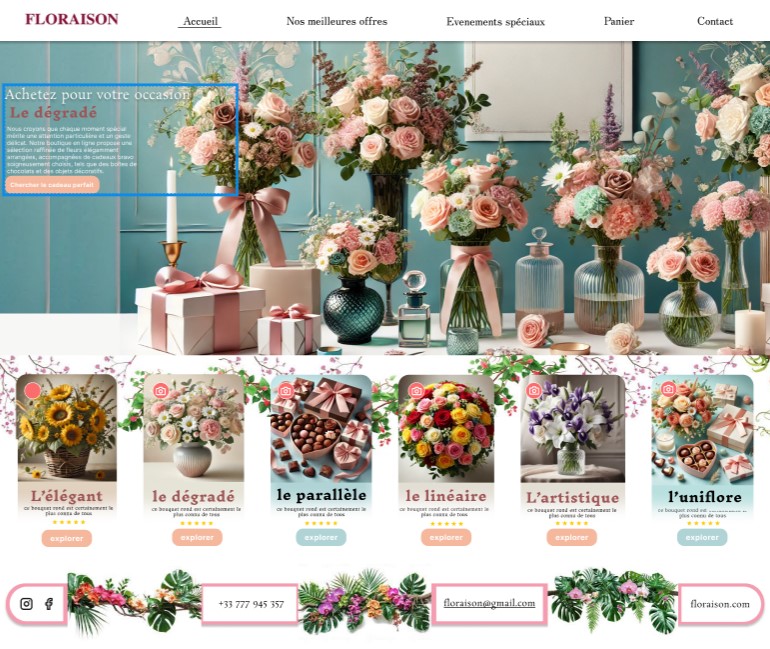 FLORAISON
Accueil
Nos meilleures offres
Evenements spéciaux
Panier
Contact
Achetez pour votre occasion
Le dégradé
Nous croyons que chaque moment spécial
mérite une attention particulière et un geste
délicat. Notre boutique en ligne propose une
sélection raffinée de fleurs élégamment
arrangées, accompagnées de cadeaux
soigneusement choisis, tels que des boîtes de
chocolats et des objets décoratifs.
Chercher le cadeau parfait
L'élégant
ce bouquet rond est certainement le
plus connu de tous
explorer
le dégradé
ce bouquet rond est certainement le
plus connu de tous
explorer
le parallèle
ce bouquet rond est certainement le
plus connu de tous
explorer
le linéaire
ce bouquet rond est certainement le
plus connu de tous
explorer
L'artistique
ce bouquet rond est certainement le
plus connu de tous
explorer
l'uniflore
ce bouquet rond est certainement le
plus connu de tous
explorer
+33 777 945 357
floraison@gmail.com
floraison.com